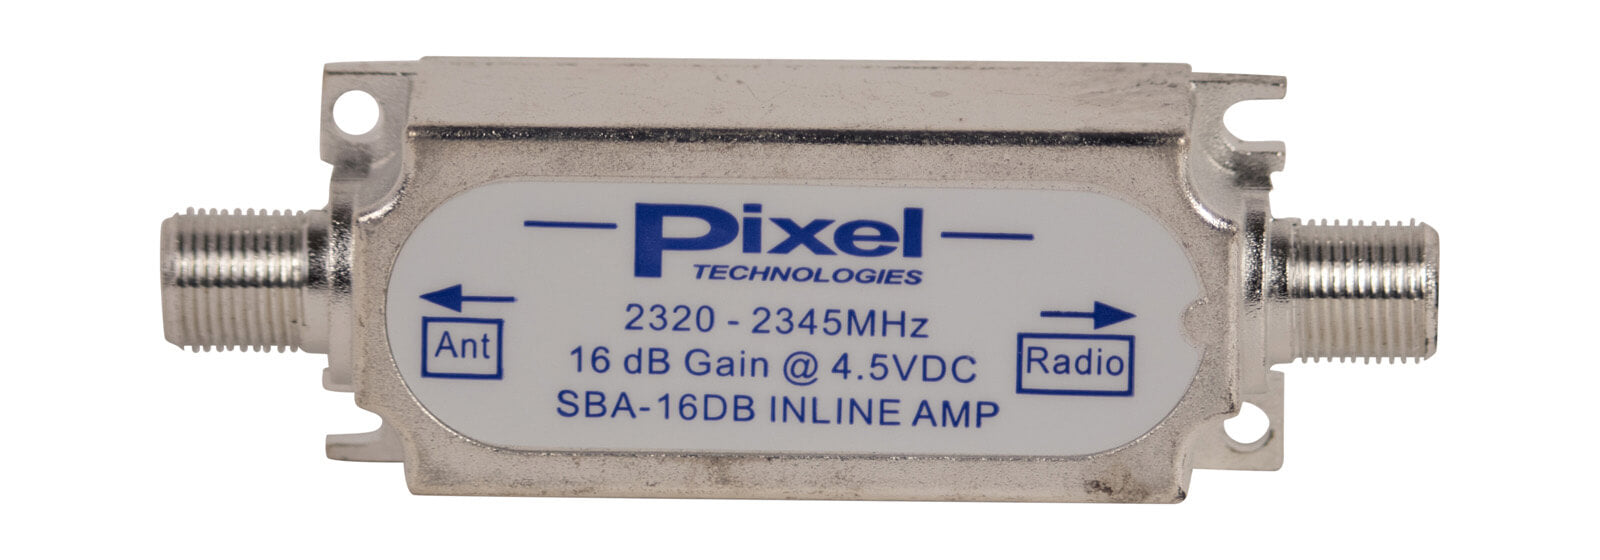 Pixel
TECHNOLOGIES
2320 - 2345MHz
16 dB Gain @ 4.5VDC
SBA-16DB INLINE AMP
Ant
Radio